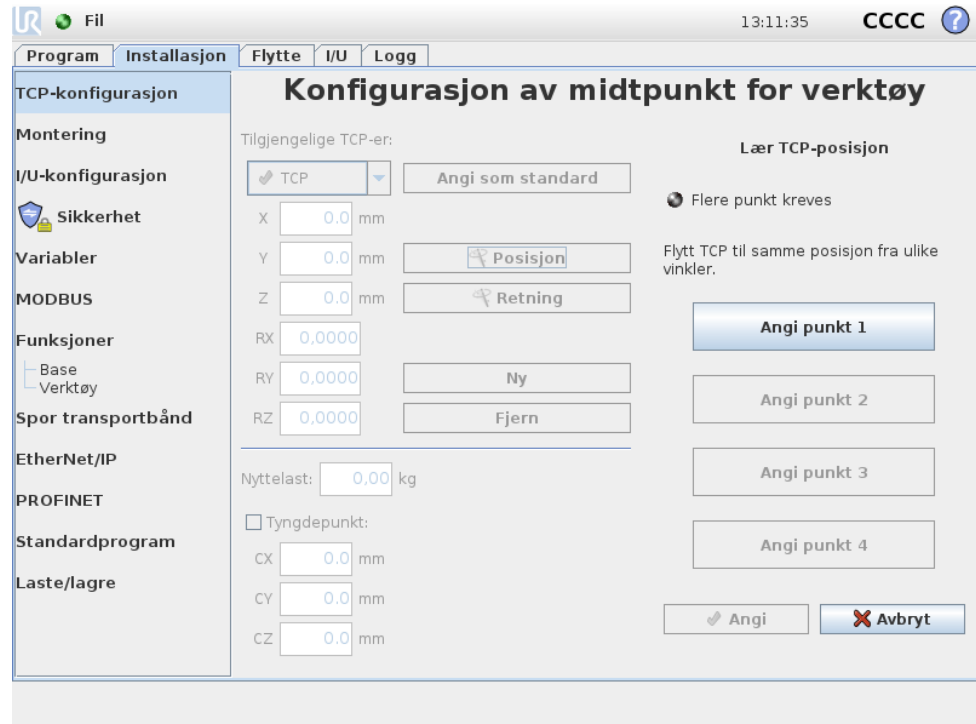 UR Fil 13:11:35 CCCC ?
Program Installasjon Flytte I/U Logg
TCP-konfigurasjon
Montering
I/U-konfigurasjon
Sikkerhet
Variabler
MODBUS
Funksjoner
Base
Verktøy
Spor transportbånd
EtherNet/IP
PROFINET
Standardprogram
Laste/lagre
Konfigurasjon av midtpunkt for verktøy
Tilgjengelige TCP-er:
TCP Angi som standard
X 0.0 mm
Y 0.0 mm Posisjon
Z 0.0 mm Retning
RX 0,0000
RY 0,0000 Ny
RZ 0,0000 Fjern
Nyttelast: 0,00 kg
Tyngdepunkt:
CX 0.0 mm
CY 0.0 mm
CZ 0.0 mm
Lær TCP-posisjon
Flere punkt kreves
Flytt TCP til samme posisjon fra ulike
vinkler.
Angi punkt 1
Angi punkt 2
Angi punkt 3
Angi punkt 4
Angi Avbryt